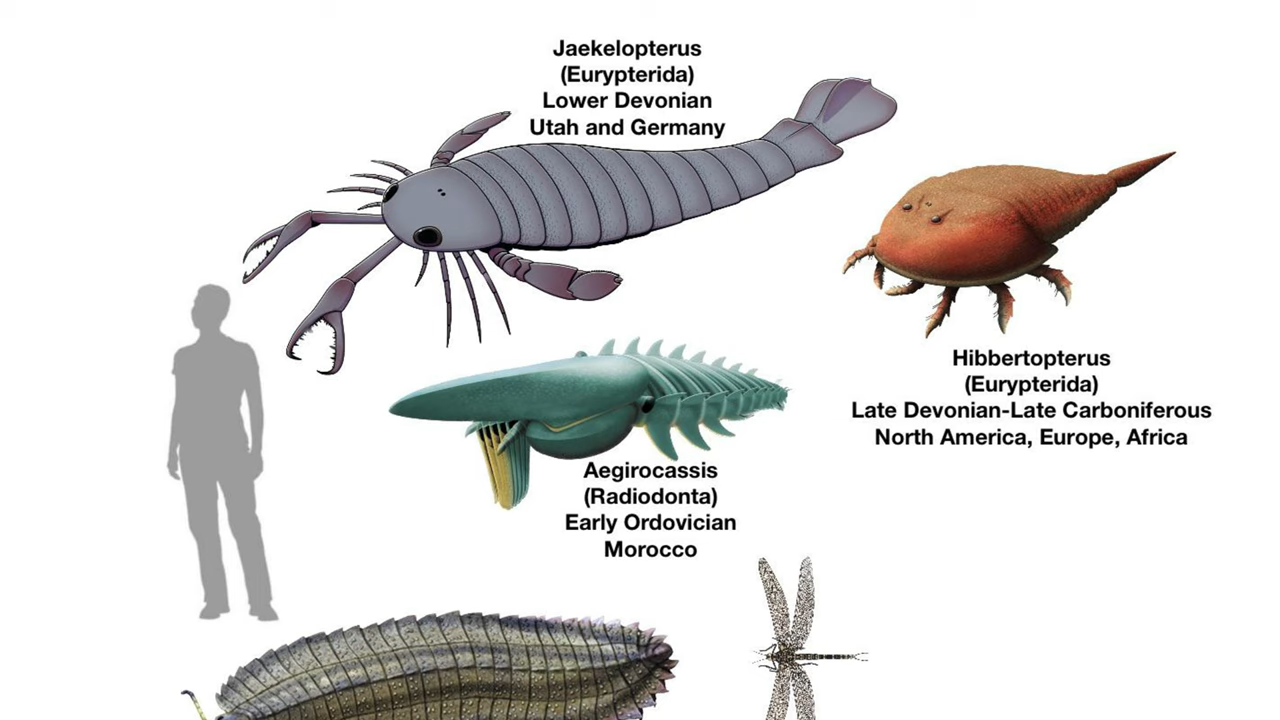 Jaekelopterus
(Eurypterida)
Lower Devonian
Utah and Germany
Hibbertopterus
(Eurypterida)
Late Devonian-Late Carboniferous
North America, Europe, Africa
Aegirocassis
(Radiodonta)
Early Ordovician
Morocco